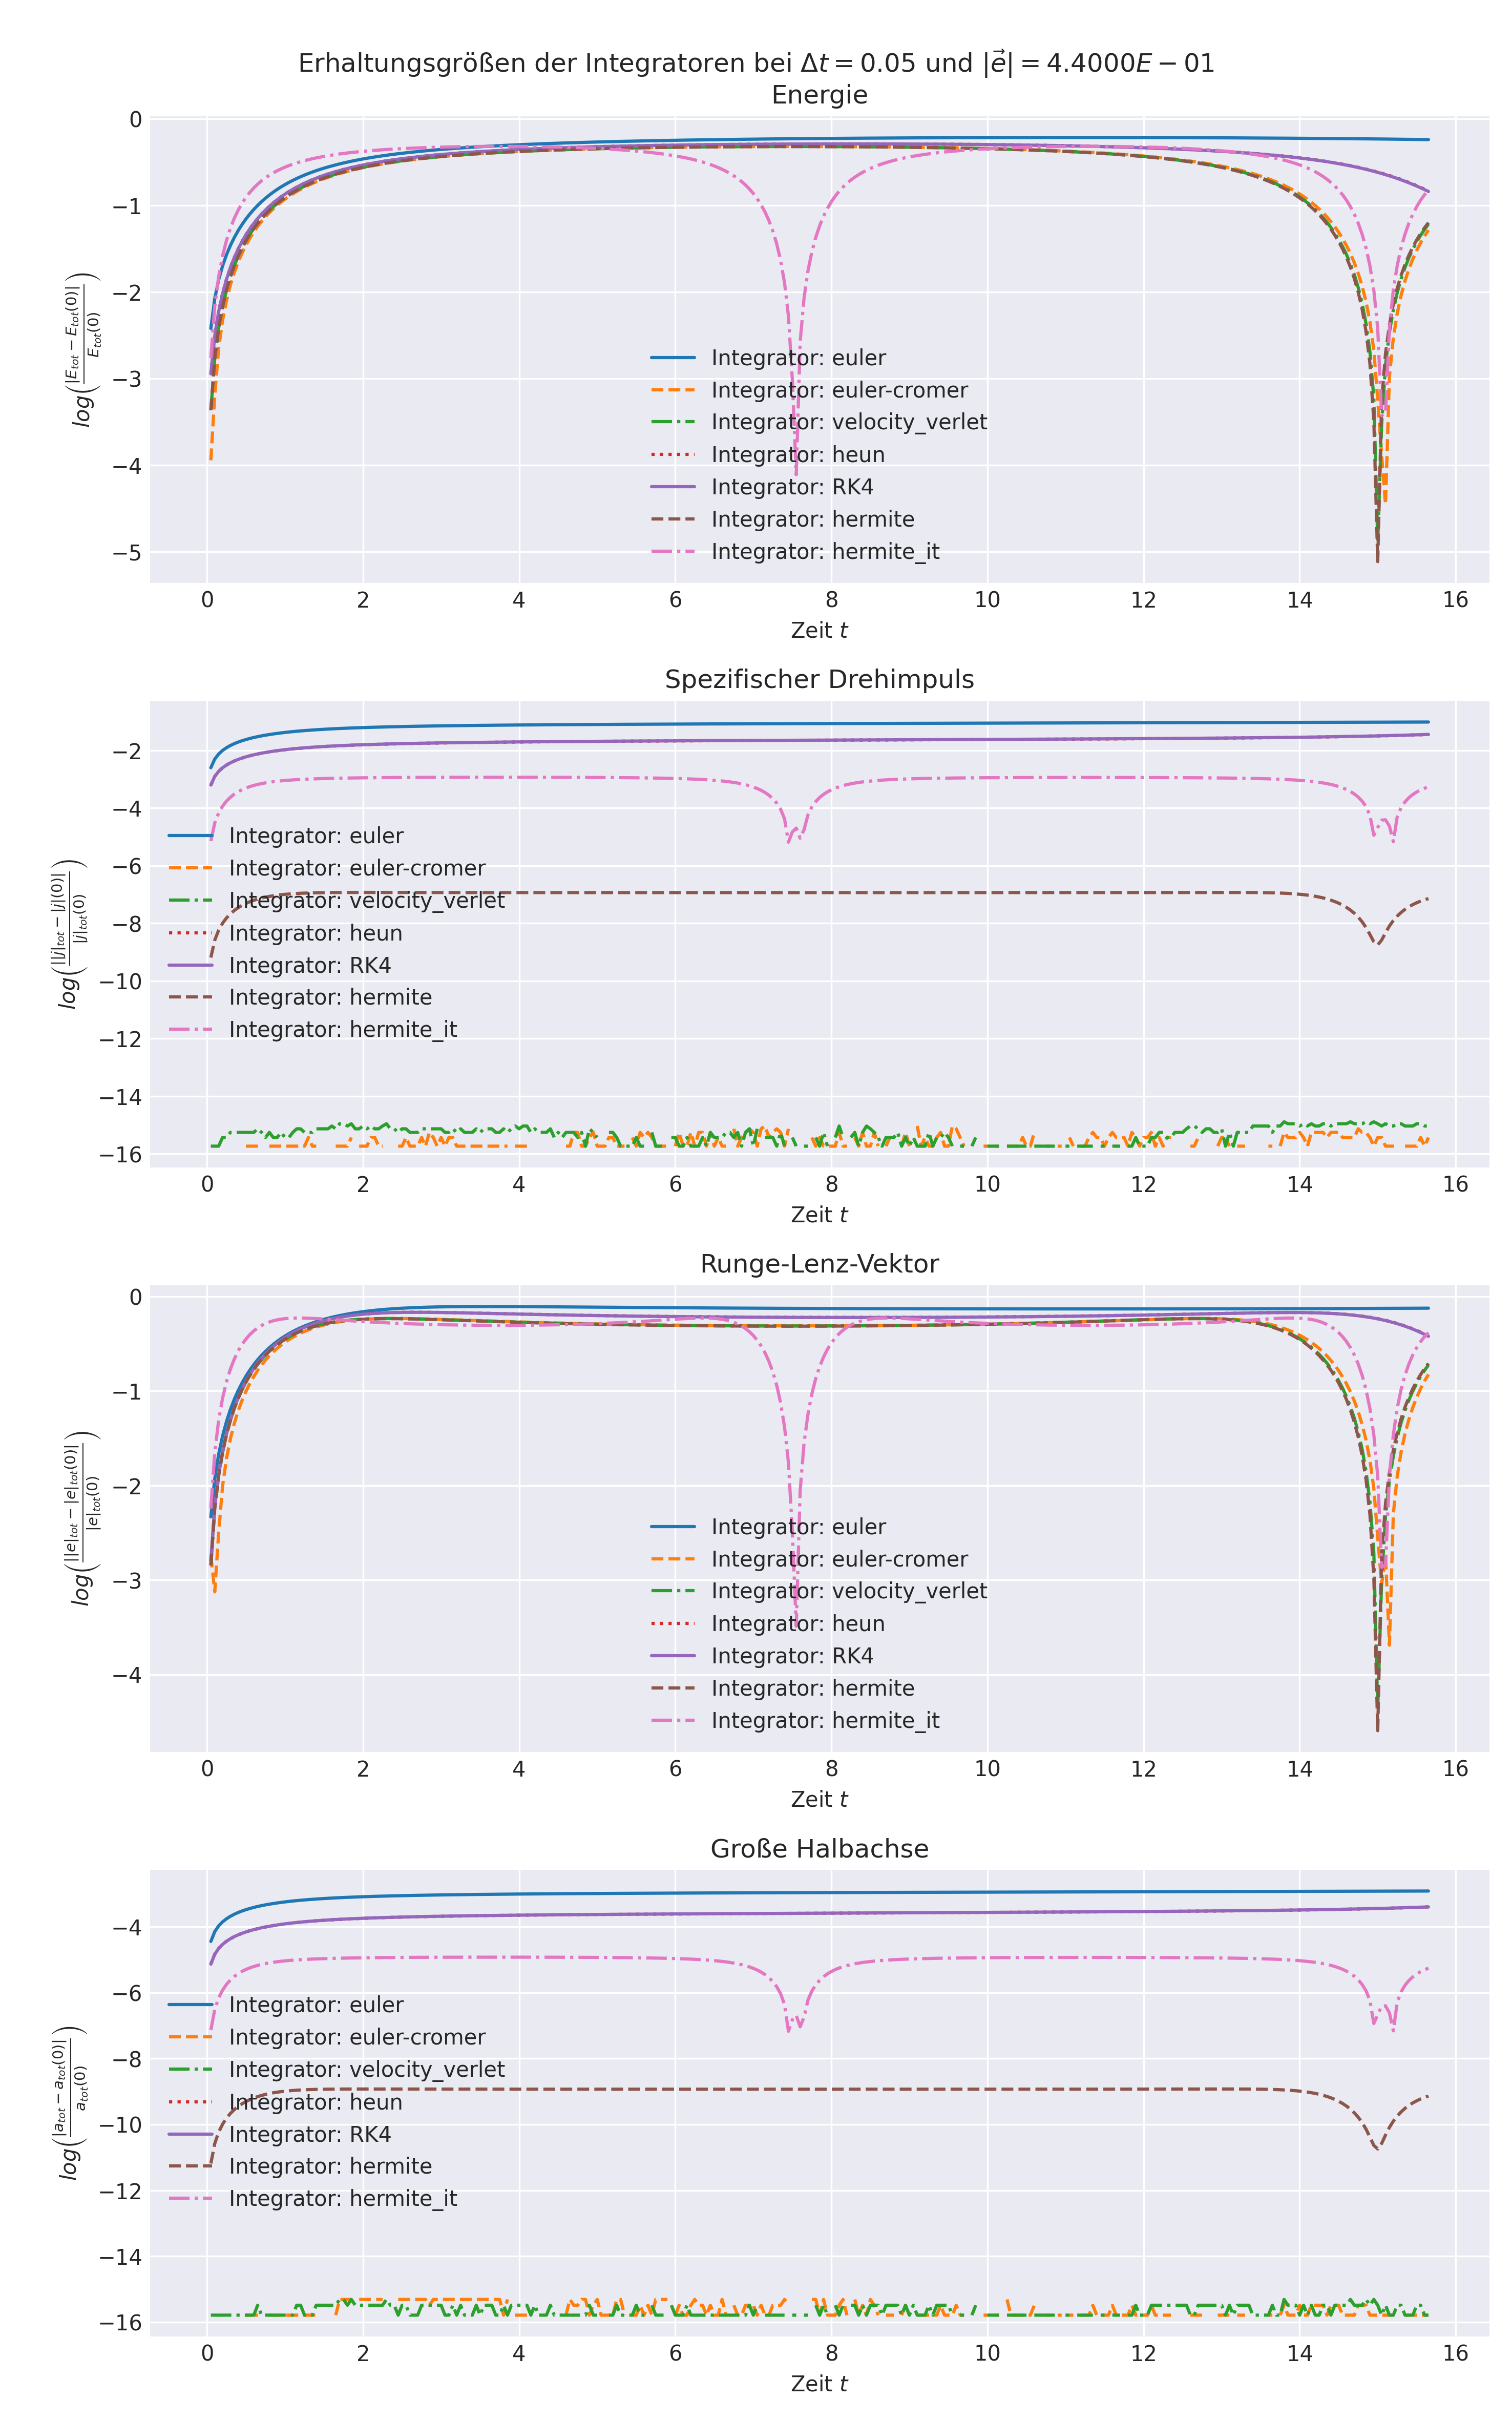 Erhaltungsgrößen der Integratoren bei Δt = 0.05 und |e⃗| = 4.4000E − 01
Energie
log(|E_tot − E_tot(0)| / E_tot(0))
0
−1
−2
−3
−4
−5
Integrator: euler
Integrator: euler-cromer
Integrator: velocity_verlet
Integrator: heun
Integrator: RK4
Integrator: hermite
Integrator: hermite_it
0 2 4 6 8 10 12 14 16
Zeit t
Spezifischer Drehimpuls
log(||j|_tot − |j|(0)| / |j|_tot(0))
−2
−4
−6
−8
−10
−12
−14
−16
Integrator: euler
Integrator: euler-cromer
Integrator: velocity_verlet
Integrator: heun
Integrator: RK4
Integrator: hermite
Integrator: hermite_it
0 2 4 6 8 10 12 14 16
Zeit t
Runge-Lenz-Vektor
log(||e|_tot − |e|_tot(0)| / |e|_tot(0))
0
−1
−2
−3
−4
Integrator: euler
Integrator: euler-cromer
Integrator: velocity_verlet
Integrator: heun
Integrator: RK4
Integrator: hermite
Integrator: hermite_it
0 2 4 6 8 10 12 14 16
Zeit t
Große Halbachse
log(|a_tot − a_tot(0)| / a_tot(0))
−4
−6
−8
−10
−12
−14
−16
Integrator: euler
Integrator: euler-cromer
Integrator: velocity_verlet
Integrator: heun
Integrator: RK4
Integrator: hermite
Integrator: hermite_it
0 2 4 6 8 10 12 14 16
Zeit t